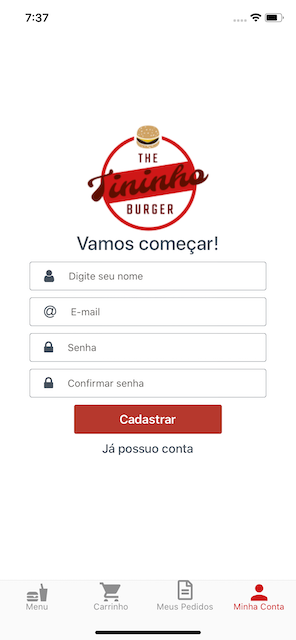 7:37
THE
Tininho
BURGER
Vamos começar!
Digite seu nome
@ E-mail
Senha
Confirmar senha
Cadastrar
Já possuo conta
Menu
Carrinho
Meus Pedidos
Minha Conta